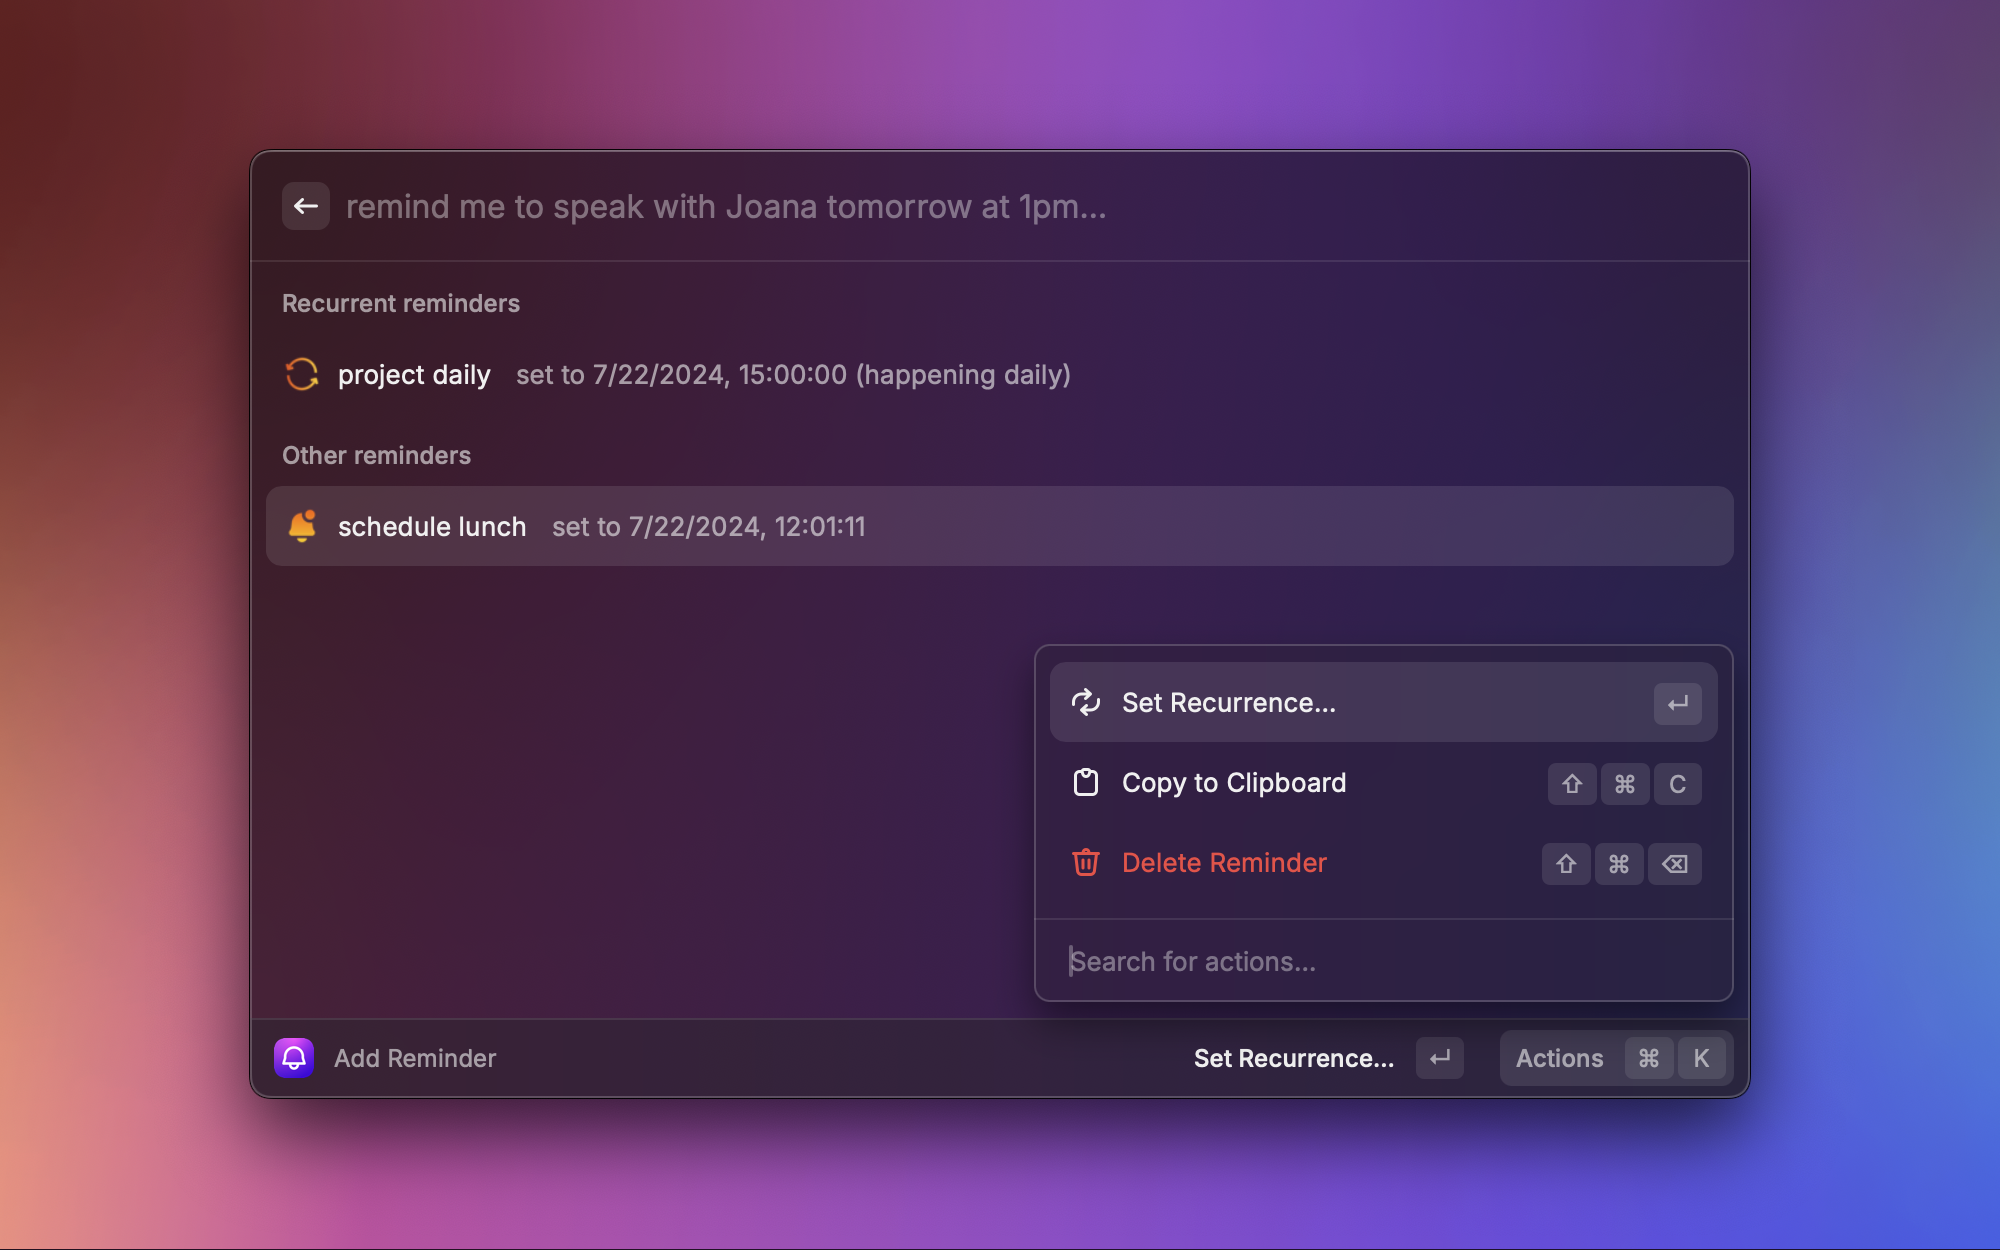 remind me to speak with Joana tomorrow at 1pm...
Recurrent reminders
project daily set to 7/22/2024, 15:00:00 (happening daily)
Other reminders
schedule lunch set to 7/22/2024, 12:01:11
Set Recurrence... ↵
Copy to Clipboard ⇧ ⌘ C
Delete Reminder ⇧ ⌘ ⌫
Search for actions...
Add Reminder Set Recurrence... ↵ Actions ⌘ K